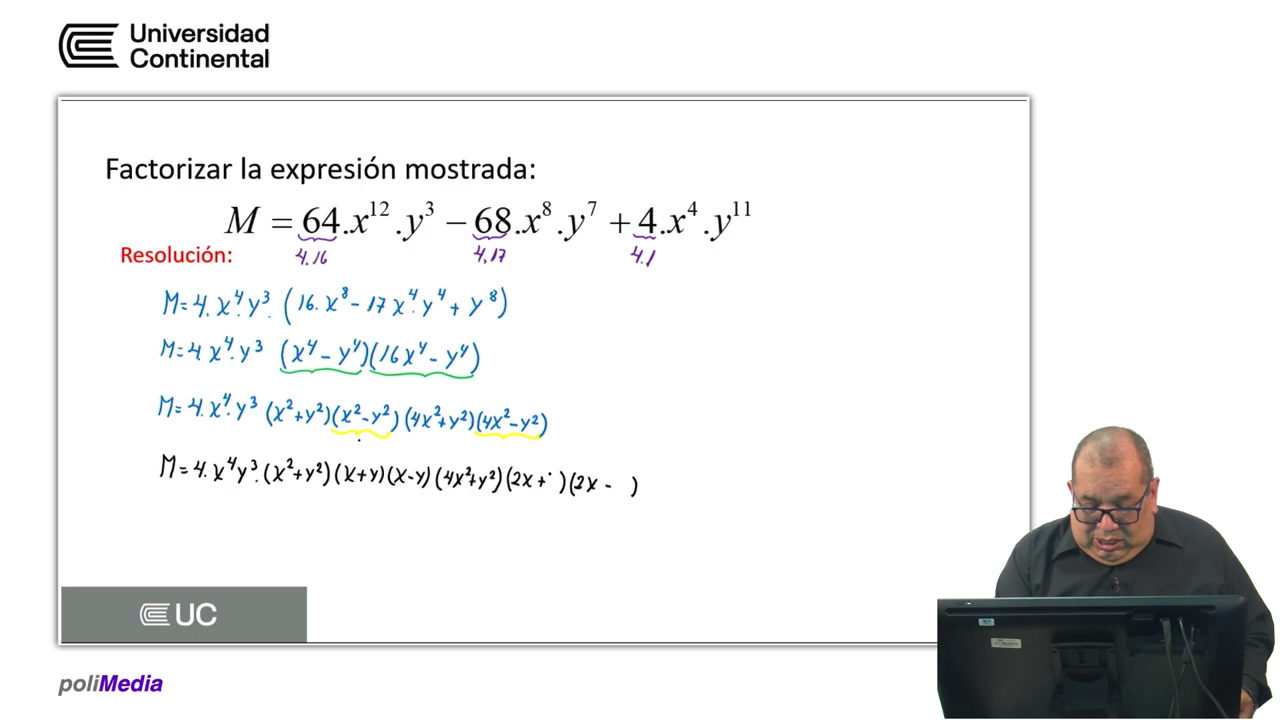 Universidad
Continental
Factorizar la expresión mostrada:
M = 64.x¹².y³ − 68.x⁸.y⁷ + 4.x⁴.y¹¹
4.16 4.17 4.1
Resolución:
M=4.x⁴.y³.(16.x⁸−17x⁴.y⁴+y⁸)
M=4.x⁴.y³ (x⁴−y⁴)(16x⁴−y⁴)
M=4.x⁴.y³ (x²+y²)(x²−y²)(4x²+y²)(4x²−y²)
M=4.x⁴y³.(x²+y²)(x+y)(x−y)(4x²+y²)(2x+ )(2x− )
UC
poliMedia